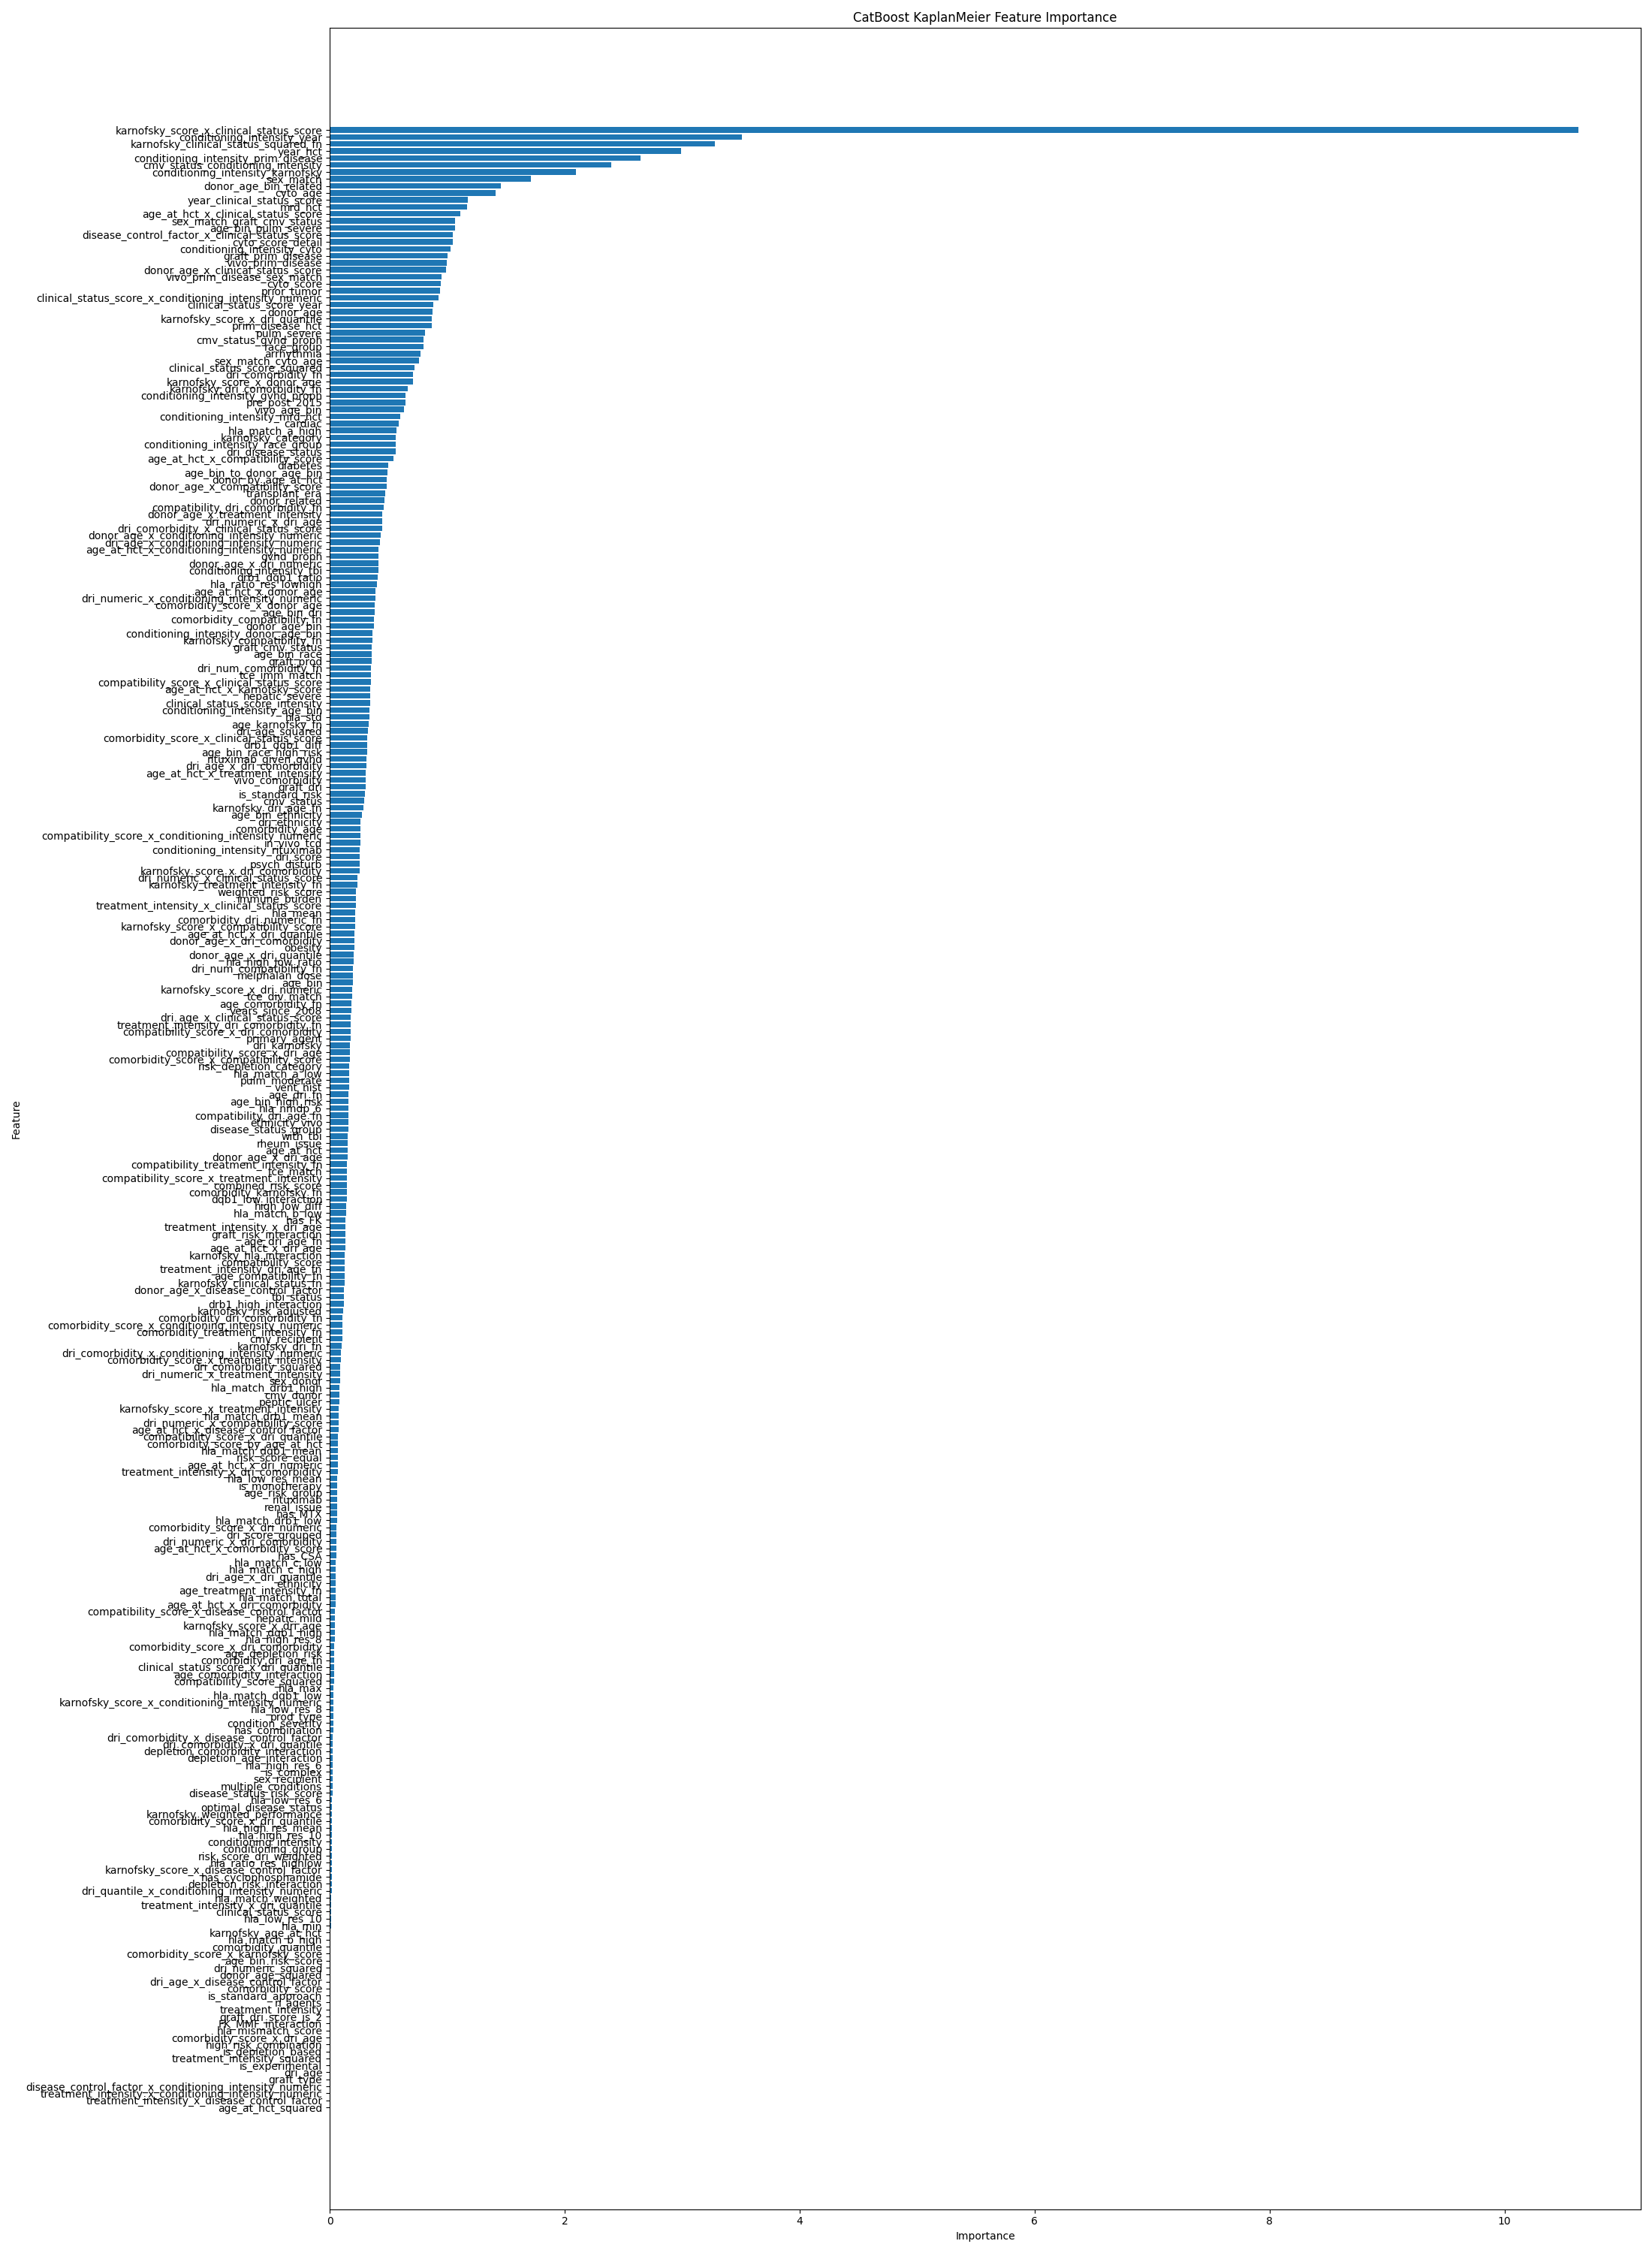 CatBoost KaplanMeier Feature Importance
karnofsky_score_x_clinical_status_score
conditioning_intensity_year
karnofsky_clinical_status_squared_fn
year_hct
conditioning_intensity_prim_disease
cmv_status_conditioning_intensity
conditioning_intensity_karnofsky
sex_match
donor_age_bin_related
cyto_age
year_clinical_status_score
mrd_hct
age_at_hct_x_clinical_status_score
sex_match_graft_cmv_status
age_bin_pulm_severe
disease_control_factor_x_clinical_status_score
cyto_score_detail
conditioning_intensity_cyto
graft_prim_disease
vivo_prim_disease
donor_age_x_clinical_status_score
vivo_prim_disease_sex_match
cyto_score
prior_tumor
clinical_status_score_x_conditioning_intensity_numeric
clinical_status_score_year
donor_age
karnofsky_score_x_dri_quantile
prim_disease_hct
pulm_severe
cmv_status_gvhd_proph
race_group
arrhythmia
sex_match_cyto_age
clinical_status_score_squared
dri_comorbidity_fn
karnofsky_score_x_donor_age
karnofsky_dri_comorbidity_fn
conditioning_intensity_gvhd_proph
pre_post_2015
vivo_age_bin
conditioning_intensity_mrd_hct
cardiac
hla_match_a_high
karnofsky_category
conditioning_intensity_race_group
dri_disease_status
age_at_hct_x_compatibility_score
diabetes
age_bin_to_donor_age_bin
donor_by_age_at_hct
donor_age_x_compatibility_score
transplant_era
donor_related
compatibility_dri_comorbidity_fn
donor_age_x_treatment_intensity
dri_numeric_x_dri_age
dri_comorbidity_x_clinical_status_score
donor_age_x_conditioning_intensity_numeric
dri_age_x_conditioning_intensity_numeric
age_at_hct_x_conditioning_intensity_numeric
gvhd_proph
donor_age_x_dri_numeric
conditioning_intensity_tbi
drb1_dqb1_ratio
hla_ratio_res_lowhigh
age_at_hct_x_donor_age
dri_numeric_x_conditioning_intensity_numeric
comorbidity_score_x_donor_age
age_bin_dri
comorbidity_compatibility_fn
donor_age_bin
conditioning_intensity_donor_age_bin
karnofsky_compatibility_fn
graft_cmv_status
age_bin_race
graft_prod
dri_num_comorbidity_fn
tce_imm_match
compatibility_score_x_clinical_status_score
age_at_hct_x_karnofsky_score
hepatic_severe
clinical_status_score_intensity
conditioning_intensity_age_bin
hla_std
age_karnofsky_fn
dri_age_squared
comorbidity_score_x_clinical_status_score
drb1_dqb1_diff
age_bin_race_high_risk
rituximab_given_gvhd
dri_age_x_dri_comorbidity
age_at_hct_x_treatment_intensity
vivo_comorbidity
graft_dri
is_standard_risk
cmv_status
karnofsky_dri_age_fn
age_bin_ethnicity
dri_ethnicity
comorbidity_age
compatibility_score_x_conditioning_intensity_numeric
in_vivo_tcd
conditioning_intensity_rituximab
dri_score
psych_disturb
karnofsky_score_x_dri_comorbidity
dri_numeric_x_clinical_status_score
karnofsky_treatment_intensity_fn
weighted_risk_score
immune_burden
treatment_intensity_x_clinical_status_score
hla_mean
comorbidity_dri_numeric_fn
karnofsky_score_x_compatibility_score
age_at_hct_x_dri_quantile
donor_age_x_dri_comorbidity
obesity
donor_age_x_dri_quantile
hla_high_low_ratio
dri_num_compatibility_fn
melphalan_dose
age_bin
karnofsky_score_x_dri_numeric
tce_div_match
age_comorbidity_fn
years_since_2008
dri_age_x_clinical_status_score
treatment_intensity_dri_comorbidity_fn
compatibility_score_x_dri_comorbidity
primary_agent
dri_karnofsky
compatibility_score_x_dri_age
comorbidity_score_x_compatibility_score
risk_depletion_category
hla_match_a_low
pulm_moderate
vent_hist
age_dri_fn
age_bin_high_risk
hla_nmdp_6
compatibility_dri_age_fn
ethnicity_vivo
disease_status_group
with_tbi
rheum_issue
age_at_hct
donor_age_x_dri_age
compatibility_treatment_intensity_fn
tce_match
compatibility_score_x_treatment_intensity
combined_risk_score
comorbidity_karnofsky_fn
dqb1_low_interaction
high_low_diff
hla_match_b_low
has_FK
treatment_intensity_x_dri_age
graft_risk_interaction
age_dri_age_fn
age_at_hct_x_dri_age
karnofsky_hla_interaction
compatibility_score
treatment_intensity_dri_age_fn
age_compatibility_fn
karnofsky_clinical_status_fn
donor_age_x_disease_control_factor
tbi_status
drb1_high_interaction
karnofsky_risk_adjusted
comorbidity_dri_comorbidity_fn
comorbidity_score_x_conditioning_intensity_numeric
comorbidity_treatment_intensity_fn
cmv_recipient
karnofsky_dri_fn
dri_comorbidity_x_conditioning_intensity_numeric
comorbidity_score_x_treatment_intensity
dri_comorbidity_squared
dri_numeric_x_treatment_intensity
sex_donor
hla_match_drb1_high
cmv_donor
peptic_ulcer
karnofsky_score_x_treatment_intensity
hla_match_drb1_mean
dri_numeric_x_compatibility_score
age_at_hct_x_disease_control_factor
compatibility_score_x_dri_quantile
comorbidity_score_by_age_at_hct
hla_match_dqb1_mean
risk_score_equal
age_at_hct_x_dri_numeric
treatment_intensity_x_dri_comorbidity
hla_low_res_mean
is_monotherapy
age_risk_group
rituximab
renal_issue
has_MTX
hla_match_drb1_low
comorbidity_score_x_dri_numeric
dri_score_grouped
dri_numeric_x_dri_comorbidity
age_at_hct_x_comorbidity_score
has_CSA
hla_match_c_low
hla_match_c_high
dri_age_x_dri_quantile
ethnicity
age_treatment_intensity_fn
hla_match_total
age_at_hct_x_dri_comorbidity
compatibility_score_x_disease_control_factor
hepatic_mild
karnofsky_score_x_dri_age
hla_match_dqb1_high
hla_high_res_8
comorbidity_score_x_dri_comorbidity
age_depletion_risk
comorbidity_dri_age_fn
clinical_status_score_x_dri_quantile
age_comorbidity_interaction
compatibility_score_squared
hla_max
hla_match_dqb1_low
karnofsky_score_x_conditioning_intensity_numeric
hla_low_res_8
prod_type
condition_severity
has_combination
dri_comorbidity_x_disease_control_factor
dri_comorbidity_x_dri_quantile
depletion_comorbidity_interaction
depletion_age_interaction
hla_high_res_6
is_complex
sex_recipient
multiple_conditions
disease_status_risk_score
hla_low_res_6
optimal_disease_status
karnofsky_weighted_performance
comorbidity_score_x_dri_quantile
hla_high_res_mean
hla_high_res_10
conditioning_intensity
conditioning_group
risk_score_dri_weighted
hla_ratio_res_highlow
karnofsky_score_x_disease_control_factor
has_cyclophosphamide
depletion_risk_interaction
dri_quantile_x_conditioning_intensity_numeric
hla_match_weighted
treatment_intensity_x_dri_quantile
clinical_status_score
hla_low_res_10
hla_min
karnofsky_age_at_hct
hla_match_b_high
comorbidity_quantile
comorbidity_score_x_karnofsky_score
age_bin_risk_score
dri_numeric_squared
donor_age_squared
dri_age_x_disease_control_factor
comorbidity_score
is_standard_approach
n_agents
treatment_intensity
graft_dri_score_is_2
FK_MMF_interaction
hla_mismatch_score
comorbidity_score_x_dri_age
high_risk_combination
is_depletion_based
treatment_intensity_squared
is_experimental
dri_age
graft_type
disease_control_factor_x_conditioning_intensity_numeric
treatment_intensity_x_conditioning_intensity_numeric
treatment_intensity_x_disease_control_factor
age_at_hct_squared
Feature
0 2 4 6 8 10
Importance